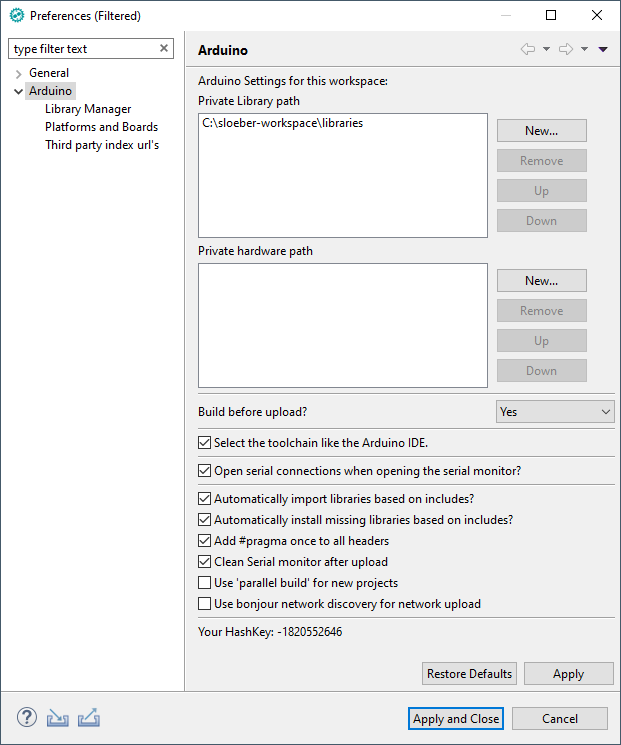 Preferences (Filtered)
type filter text
General
Arduino
Library Manager
Platforms and Boards
Third party index url's
Arduino
Arduino Settings for this workspace:
Private Library path
C:\sloeber-workspace\libraries
New...
Remove
Up
Down
Private hardware path
New...
Remove
Up
Down
Build before upload?
Yes
Select the toolchain like the Arduino IDE.
Open serial connections when opening the serial monitor?
Automatically import libraries based on includes?
Automatically install missing libraries based on includes?
Add #pragma once to all headers
Clean Serial monitor after upload
Use 'parallel build' for new projects
Use bonjour network discovery for network upload
Your HashKey: -1820552646
Restore Defaults
Apply
Apply and Close
Cancel